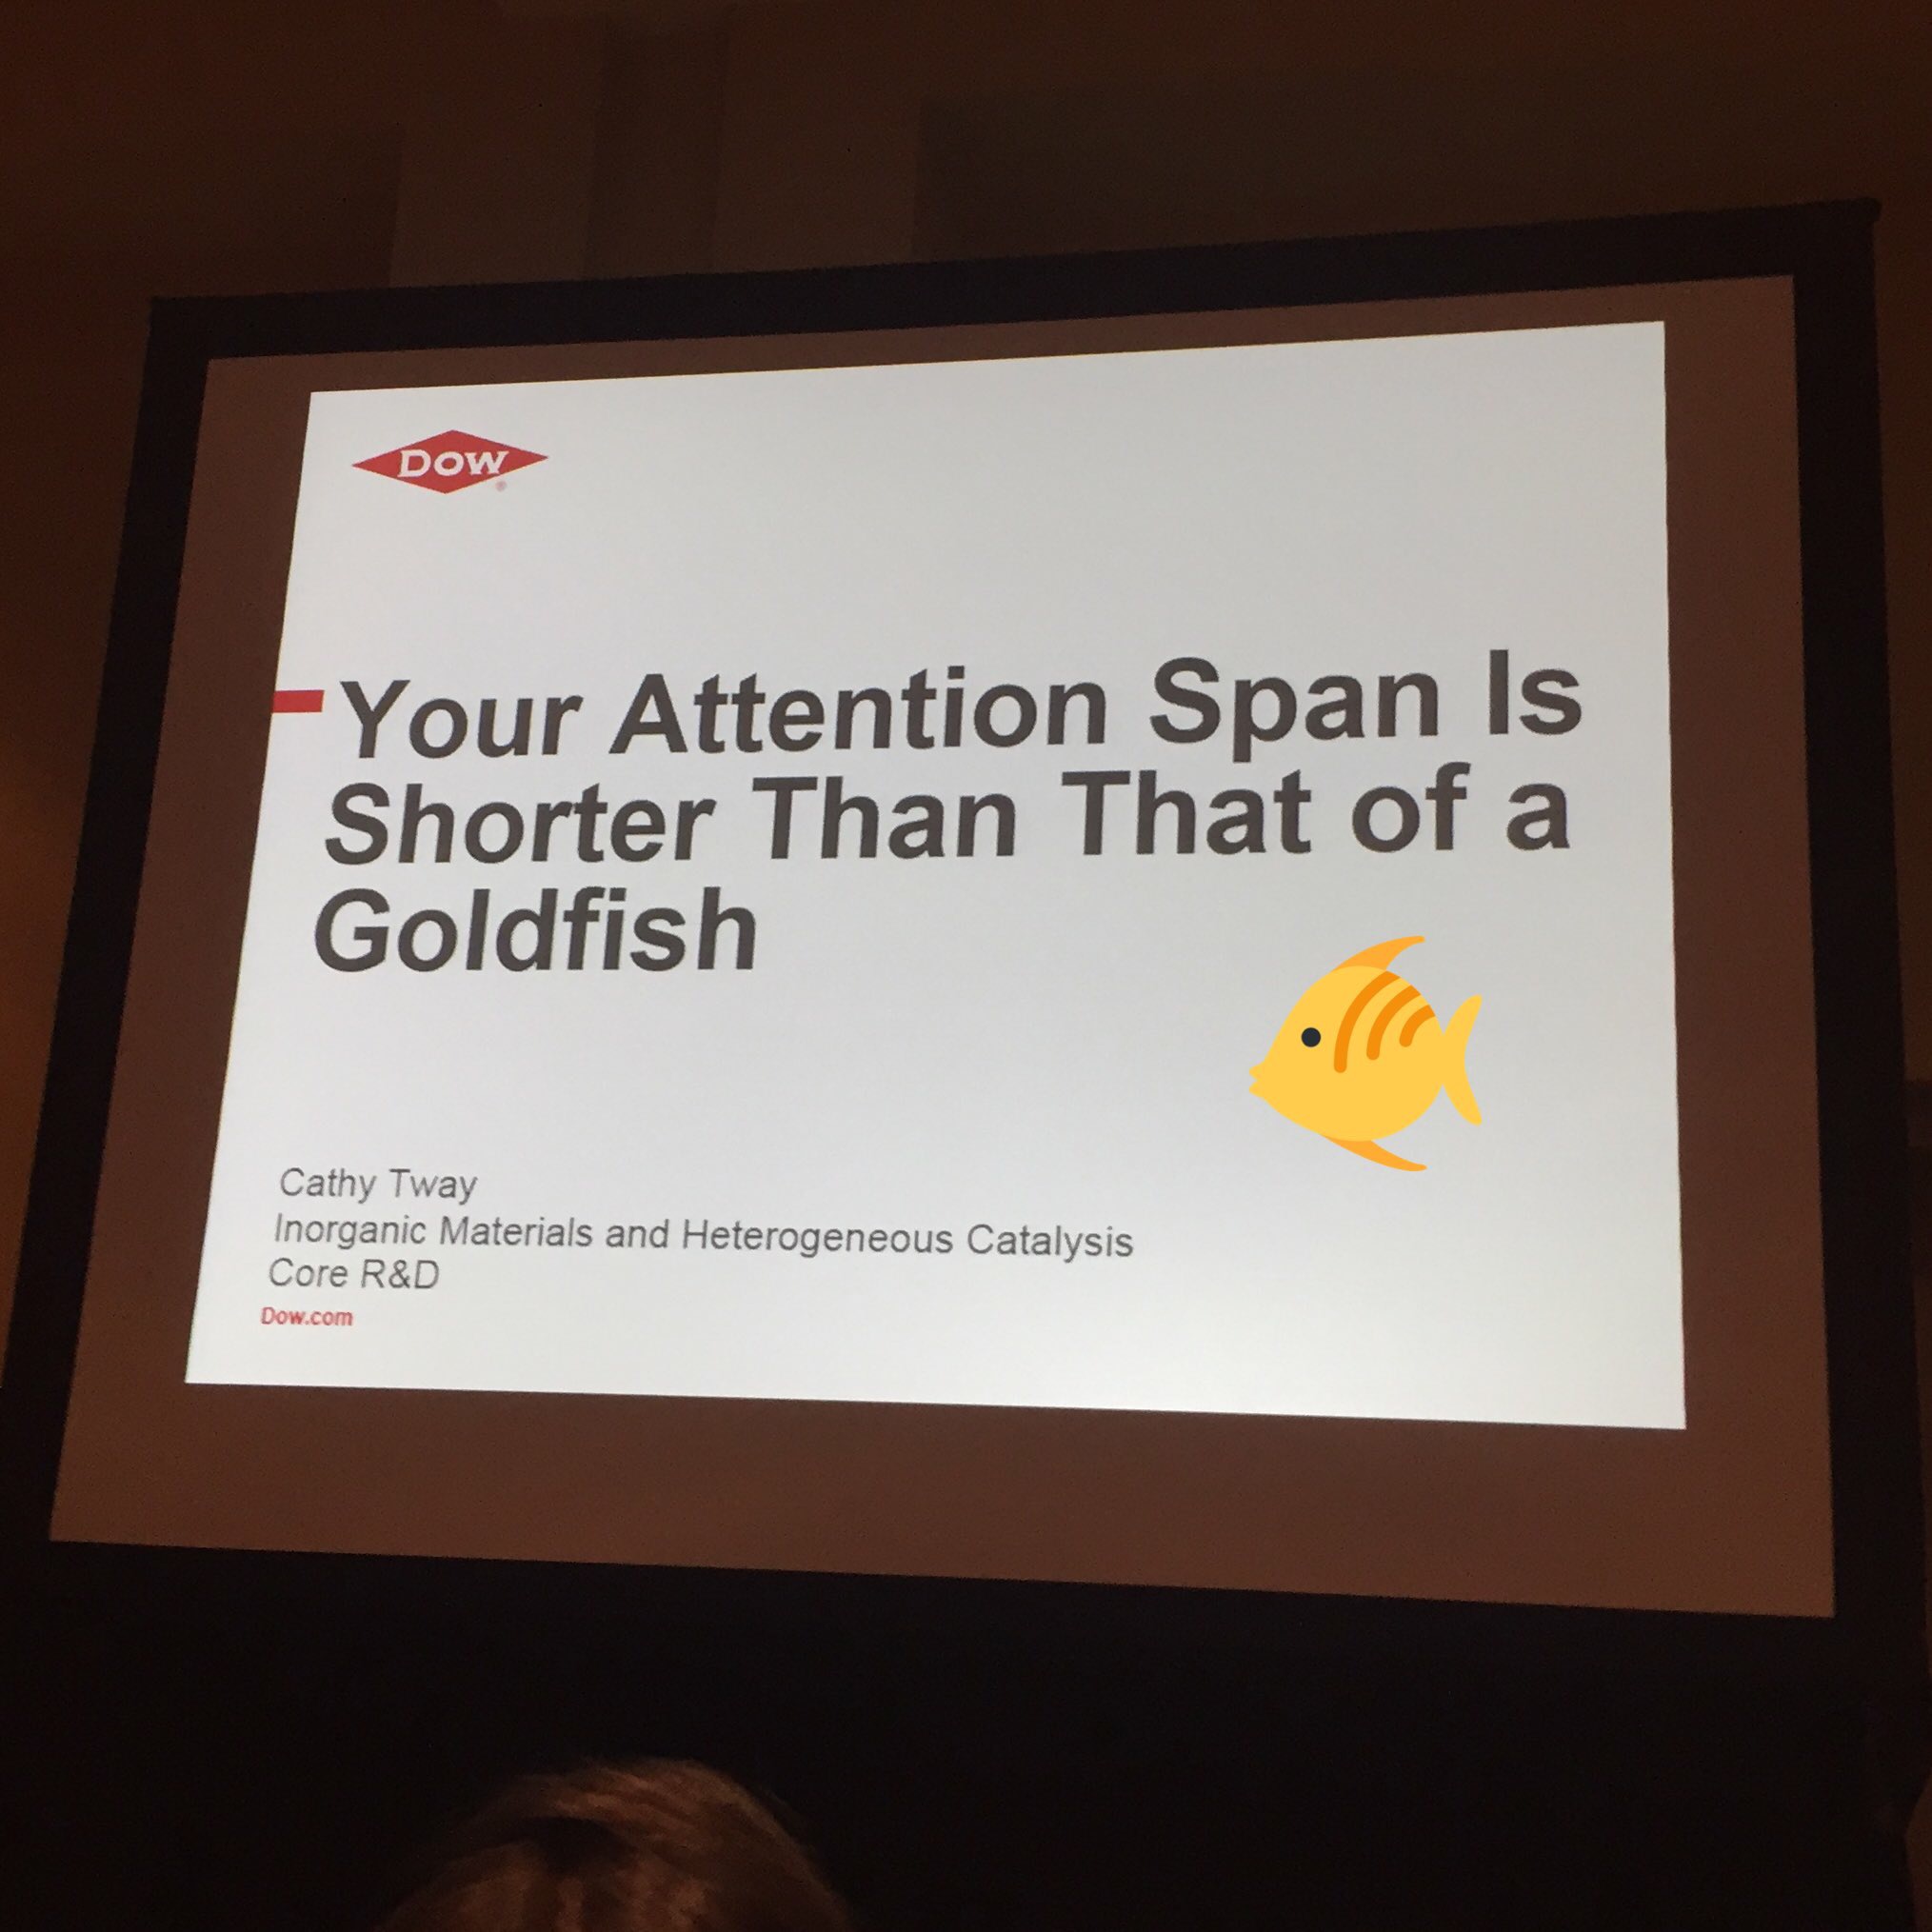 DOW
Your Attention Span Is
Shorter Than That of a
Goldfish
Cathy Tway
Inorganic Materials and Heterogeneous Catalysis
Core R&D
Dow.com